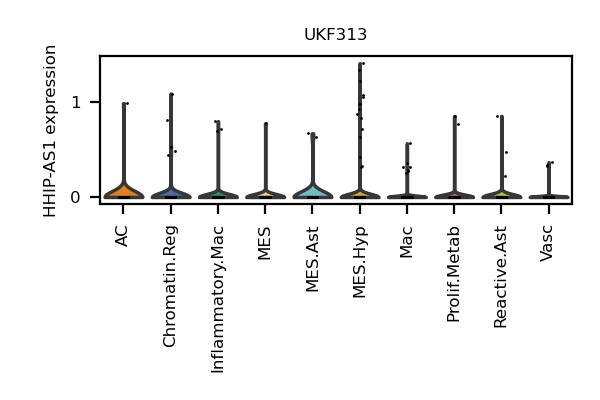 UKF313
HHIP-AS1 expression
1
0
AC
Chromatin.Reg
Inflammatory.Mac
MES
MES.Ast
MES.Hyp
Mac
Prolif.Metab
Reactive.Ast
Vasc